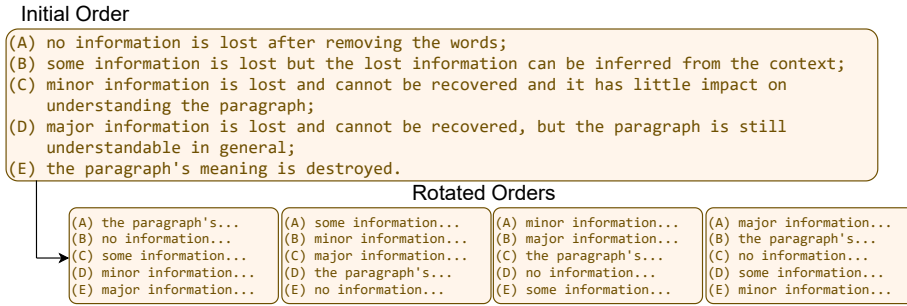 Initial Order
(A) no information is lost after removing the words;
(B) some information is lost but the lost information can be inferred from the context;
(C) minor information is lost and cannot be recovered and it has little impact on
understanding the paragraph;
(D) major information is lost and cannot be recovered, but the paragraph is still
understandable in general;
(E) the paragraph's meaning is destroyed.
Rotated Orders
(A) the paragraph's...
(B) no information...
(C) some information...
(D) minor information...
(E) major information...
(A) some information...
(B) minor information...
(C) major information...
(D) the paragraph's...
(E) no information...
(A) minor information...
(B) major information...
(C) the paragraph's...
(D) no information...
(E) some information...
(A) major information...
(B) the paragraph's...
(C) no information...
(D) some information...
(E) minor information...